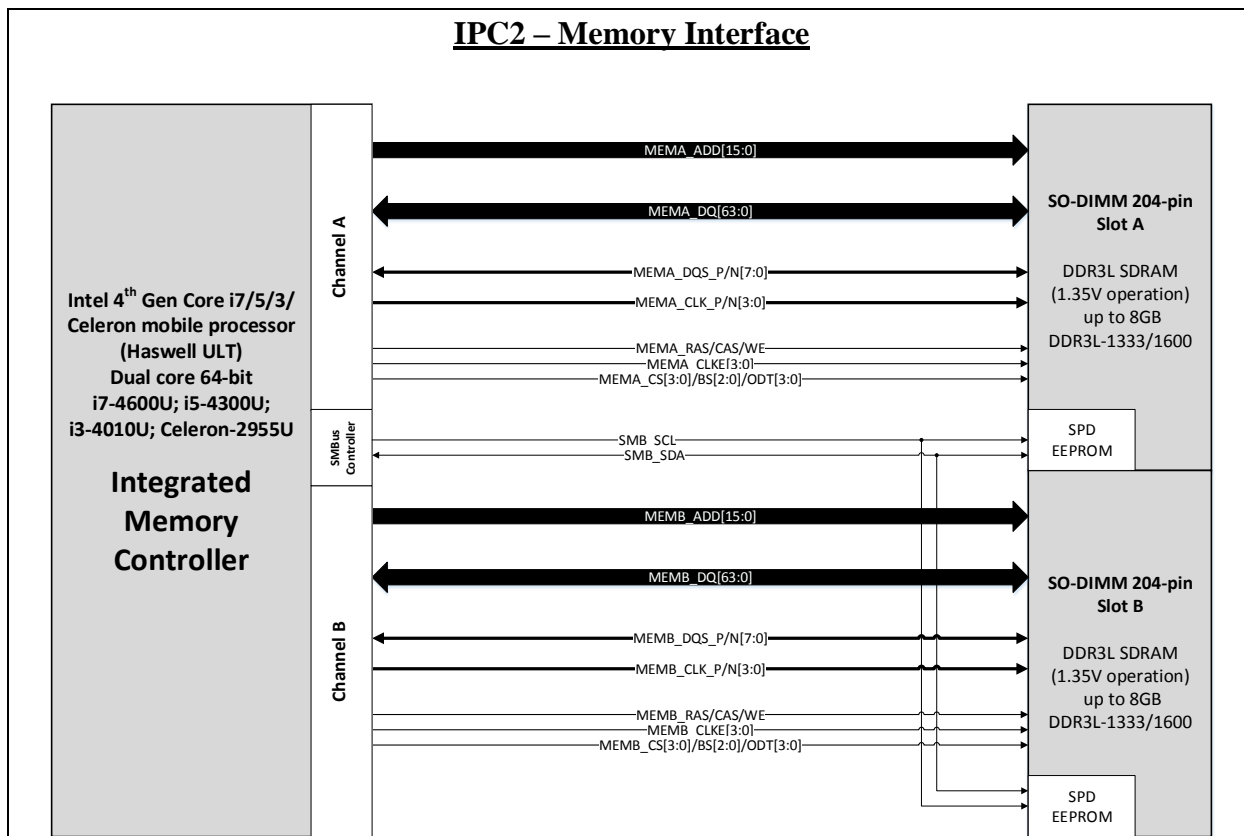 IPC2 – Memory Interface
Intel 4th Gen Core i7/5/3/
Celeron mobile processor
(Haswell ULT)
Dual core 64-bit
i7-4600U; i5-4300U;
i3-4010U; Celeron-2955U
Integrated
Memory
Controller
Channel A
SMBus
Controller
Channel B
MEMA_ADD[15:0]
MEMA_DQ[63:0]
MEMA_DQS_P/N[7:0]
MEMA_CLK_P/N[3:0]
MEMA_RAS/CAS/WE
MEMA_CLKE[3:0]
MEMA_CS[3:0]/BS[2:0]/ODT[3:0]
SMB_SCL
SMB_SDA
MEMB_ADD[15:0]
MEMB_DQ[63:0]
MEMB_DQS_P/N[7:0]
MEMB_CLK_P/N[3:0]
MEMB_RAS/CAS/WE
MEMB_CLKE[3:0]
MEMB_CS[3:0]/BS[2:0]/ODT[3:0]
SO-DIMM 204-pin
Slot A
DDR3L SDRAM
(1.35V operation)
up to 8GB
DDR3L-1333/1600
SPD
EEPROM
SO-DIMM 204-pin
Slot B
DDR3L SDRAM
(1.35V operation)
up to 8GB
DDR3L-1333/1600
SPD
EEPROM